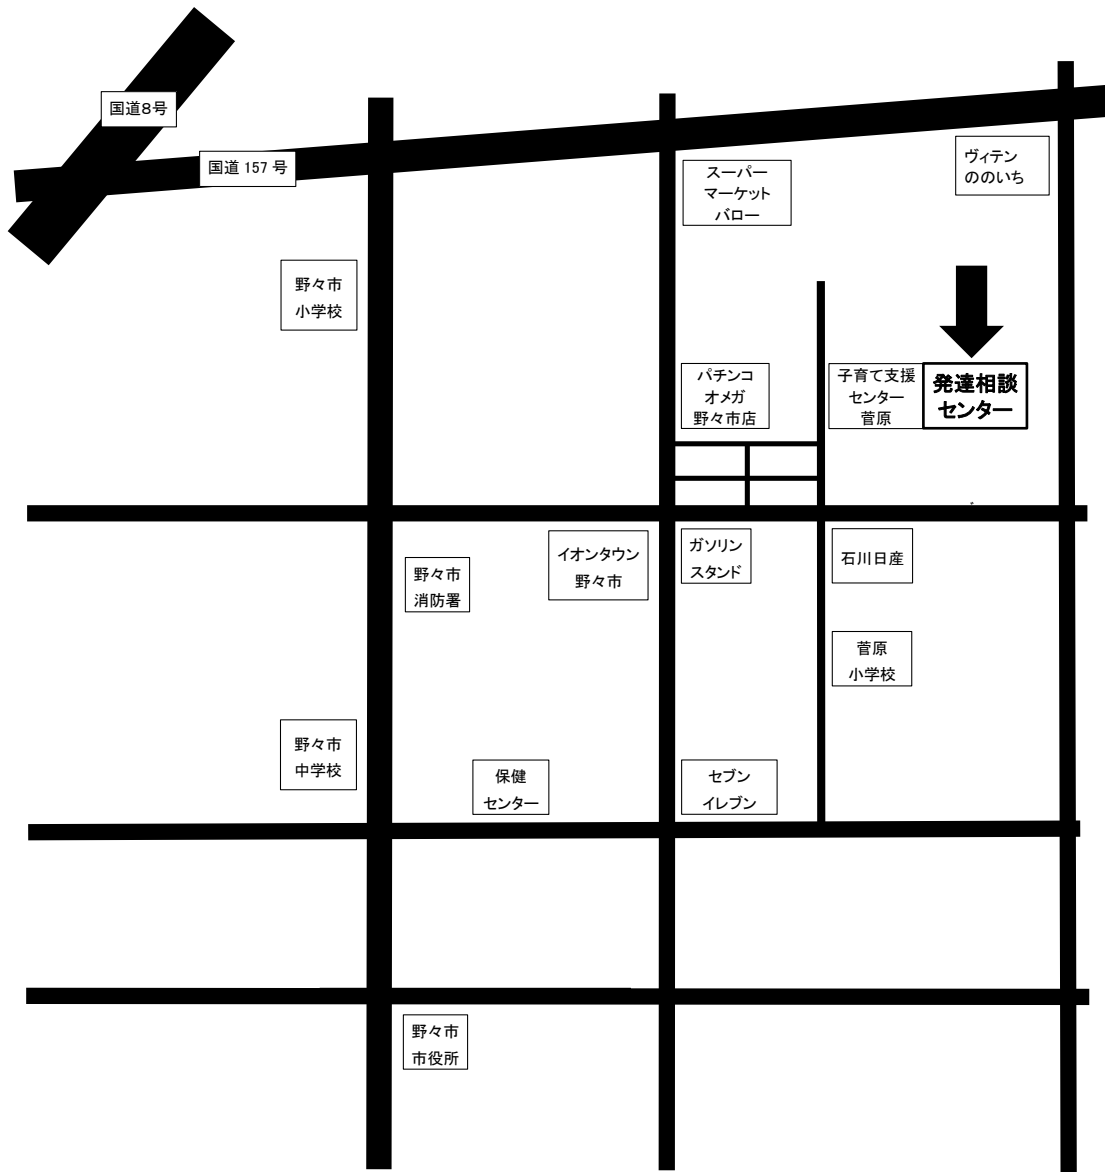 国道8号
国道 157 号
ヴィテン
ののいち
スーパー
マーケット
バロー
野々市
小学校
パチンコ
オメガ
野々市店
子育て支援
センター
菅原
発達相談
センター
イオンタウン
野々市
ガソリン
スタンド
石川日産
野々市
消防署
菅原
小学校
野々市
中学校
保健
センター
セブン
イレブン
野々市
市役所